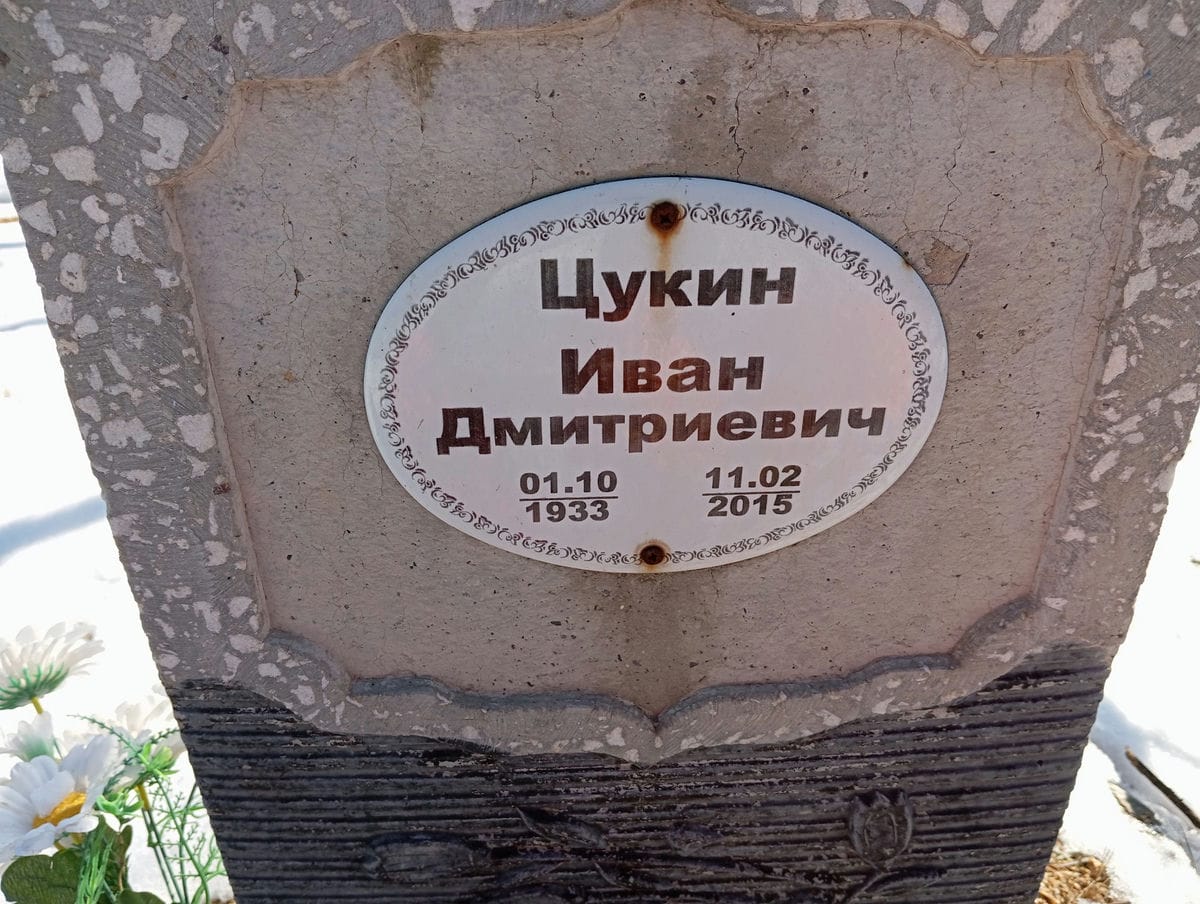 Цукин
Иван
Дмитриевич
01.10 11.02
1933 2015